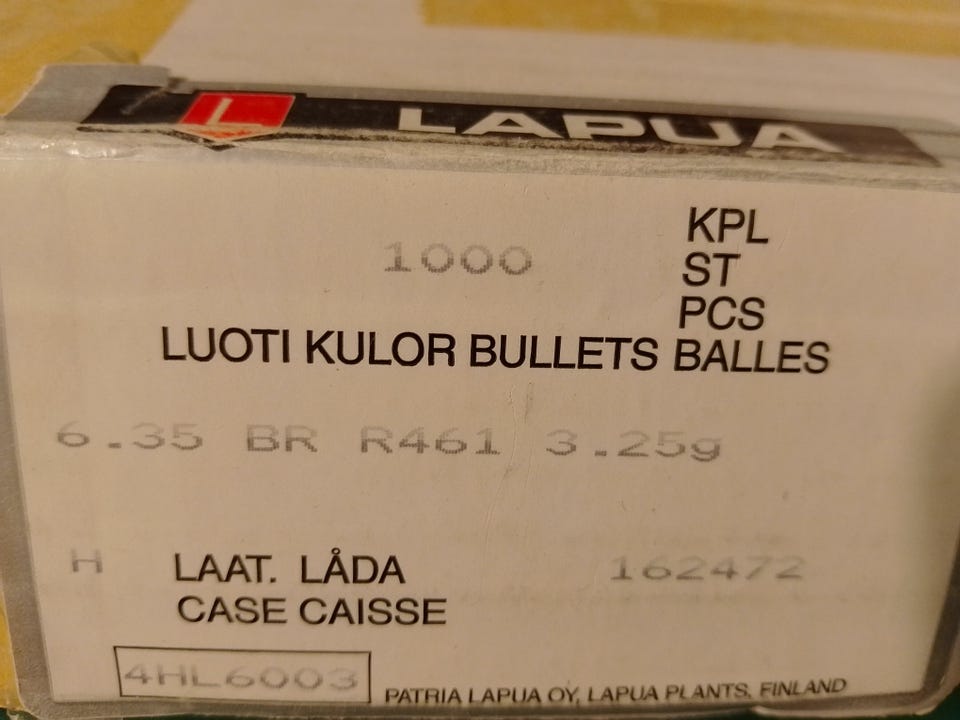 L LAPUA
1000
KPL
ST
PCS
LUOTI KULOR BULLETS BALLES
6.35 BR R461 3.25g
H LAAT. LÅDA 162472
CASE CAISSE
4HL6003
PATRIA LAPUA OY, LAPUA PLANTS. FINLAND